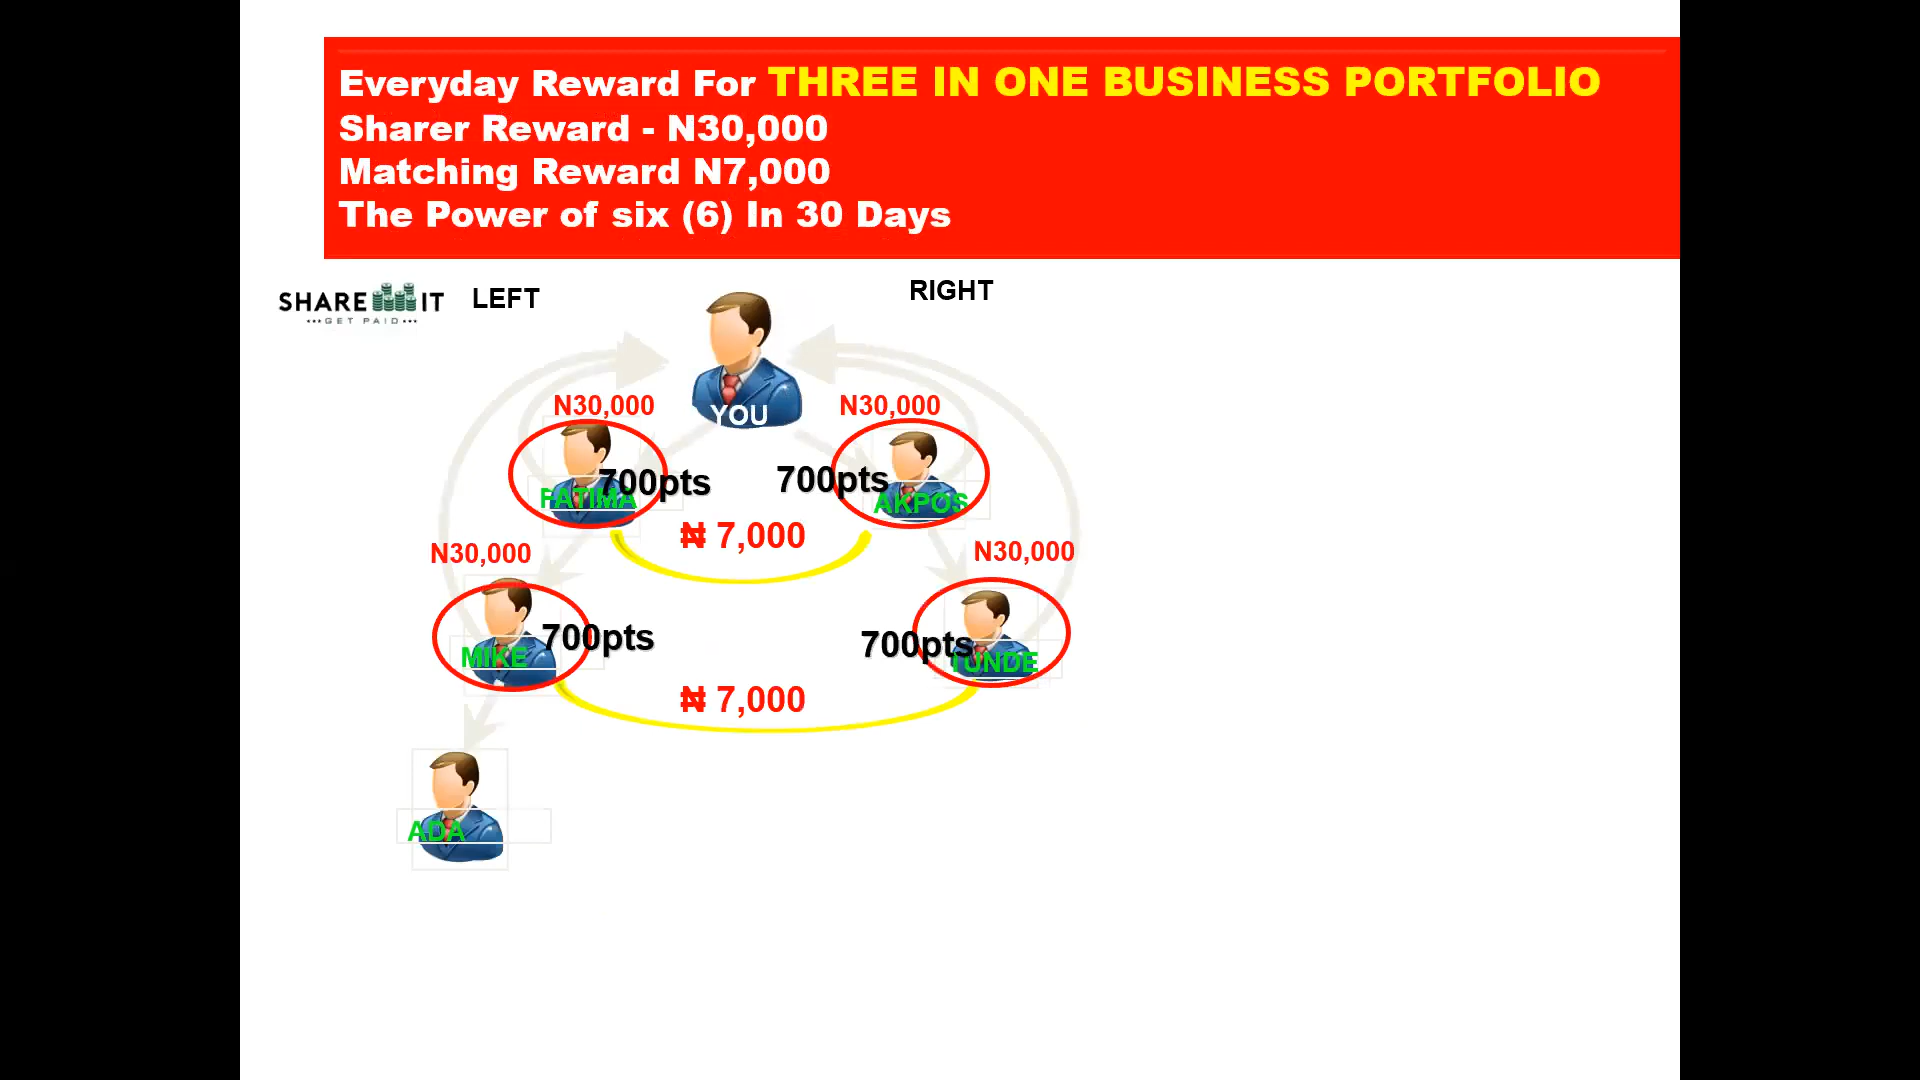 Everyday Reward For THREE IN ONE BUSINESS PORTFOLIO
Sharer Reward - N30,000
Matching Reward N7,000
The Power of six (6) In 30 Days
SHARE IT
GET PAID
LEFT
RIGHT
YOU
N30,000
N30,000
FATIMA
700pts
700pts
AKPOS
₦ 7,000
N30,000
N30,000
MIKE
700pts
700pts
TUNDE
₦ 7,000
ADA